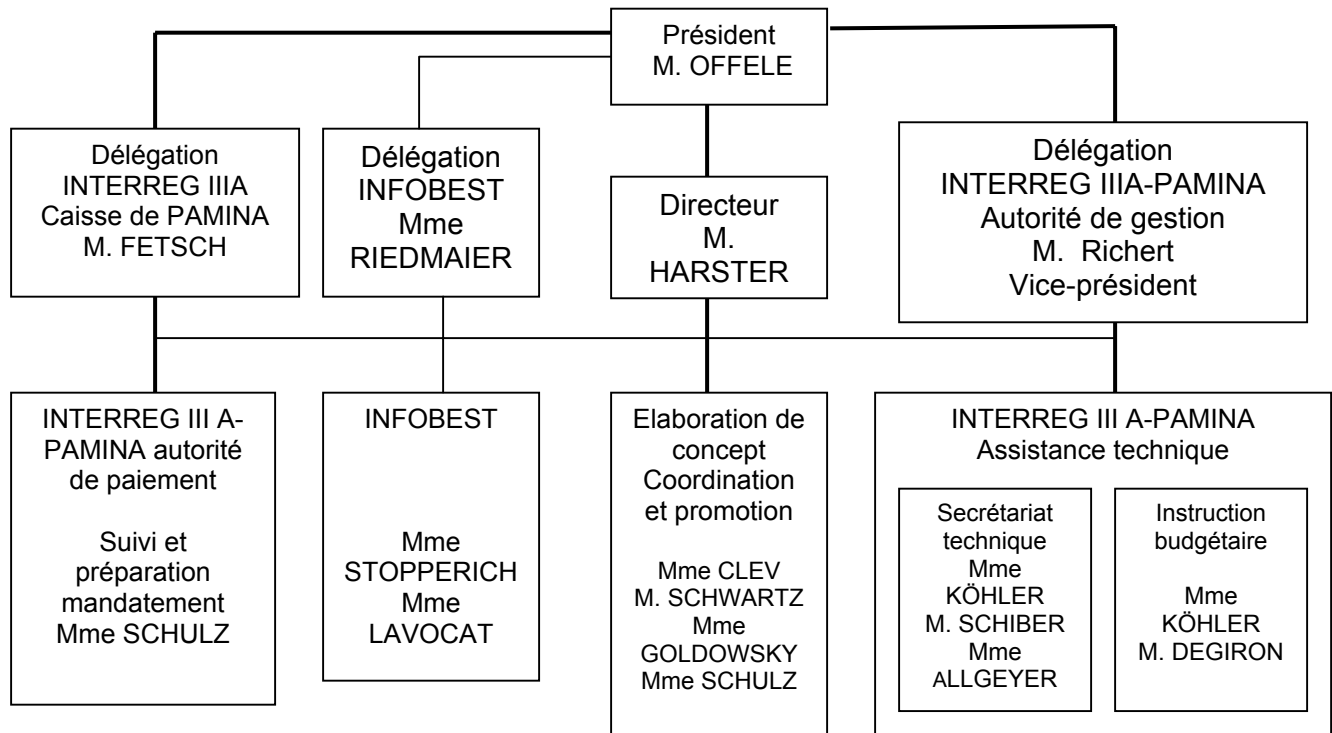 Président
M. OFFELE
Délégation
INTERREG IIIA
Caisse de PAMINA
M. FETSCH
Délégation
INFOBEST
Mme
RIEDMAIER
Directeur
M.
HARSTER
Délégation
INTERREG IIIA-PAMINA
Autorité de gestion
M. Richert
Vice-président
INTERREG III A-
PAMINA autorité
de paiement
Suivi et
préparation
mandatement
Mme SCHULZ
INFOBEST
Mme
STOPPERICH
Mme
LAVOCAT
Elaboration de
concept
Coordination
et promotion
Mme CLEV
M. SCHWARTZ
Mme
GOLDOWSKY
Mme SCHULZ
INTERREG III A-PAMINA
Assistance technique
Secrétariat
technique
Mme
KÖHLER
M. SCHIBER
Mme
ALLGEYER
Instruction
budgétaire
Mme
KÖHLER
M. DEGIRON